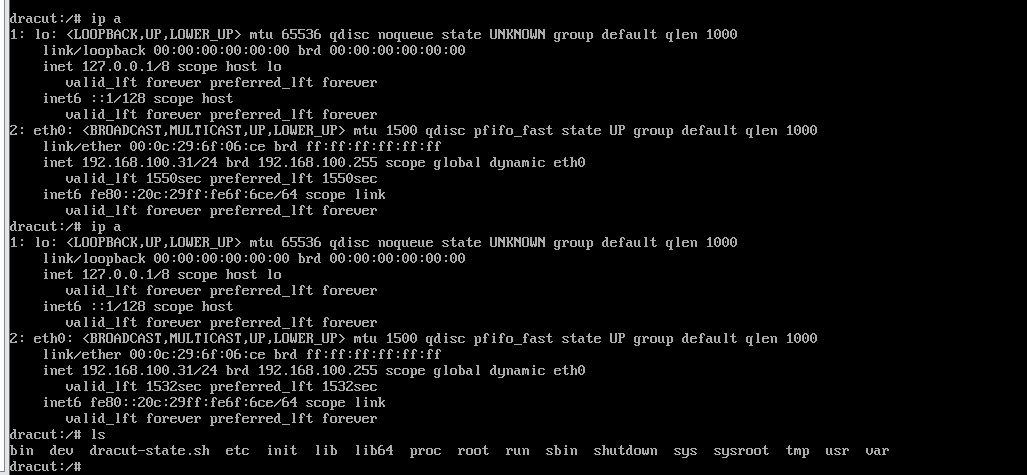 dracut:/# ip a
1: lo: <LOOPBACK,UP,LOWER_UP> mtu 65536 qdisc noqueue state UNKNOWN group default qlen 1000
    link/loopback 00:00:00:00:00:00 brd 00:00:00:00:00:00
    inet 127.0.0.1/8 scope host lo
       valid_lft forever preferred_lft forever
    inet6 ::1/128 scope host
       valid_lft forever preferred_lft forever
2: eth0: <BROADCAST,MULTICAST,UP,LOWER_UP> mtu 1500 qdisc pfifo_fast state UP group default qlen 1000
    link/ether 00:0c:29:6f:06:ce brd ff:ff:ff:ff:ff:ff
    inet 192.168.100.31/24 brd 192.168.100.255 scope global dynamic eth0
       valid_lft 1550sec preferred_lft 1550sec
    inet6 fe80::20c:29ff:fe6f:6ce/64 scope link
       valid_lft forever preferred_lft forever
dracut:/# ip a
1: lo: <LOOPBACK,UP,LOWER_UP> mtu 65536 qdisc noqueue state UNKNOWN group default qlen 1000
    link/loopback 00:00:00:00:00:00 brd 00:00:00:00:00:00
    inet 127.0.0.1/8 scope host lo
       valid_lft forever preferred_lft forever
    inet6 ::1/128 scope host
       valid_lft forever preferred_lft forever
2: eth0: <BROADCAST,MULTICAST,UP,LOWER_UP> mtu 1500 qdisc pfifo_fast state UP group default qlen 1000
    link/ether 00:0c:29:6f:06:ce brd ff:ff:ff:ff:ff:ff
    inet 192.168.100.31/24 brd 192.168.100.255 scope global dynamic eth0
       valid_lft 1532sec preferred_lft 1532sec
    inet6 fe80::20c:29ff:fe6f:6ce/64 scope link
       valid_lft forever preferred_lft forever
dracut:/# ls
bin  dev  dracut-state.sh  etc  init  lib  lib64  proc  root  run  sbin  shutdown  sys  sysroot  tmp  usr  var
dracut:/#